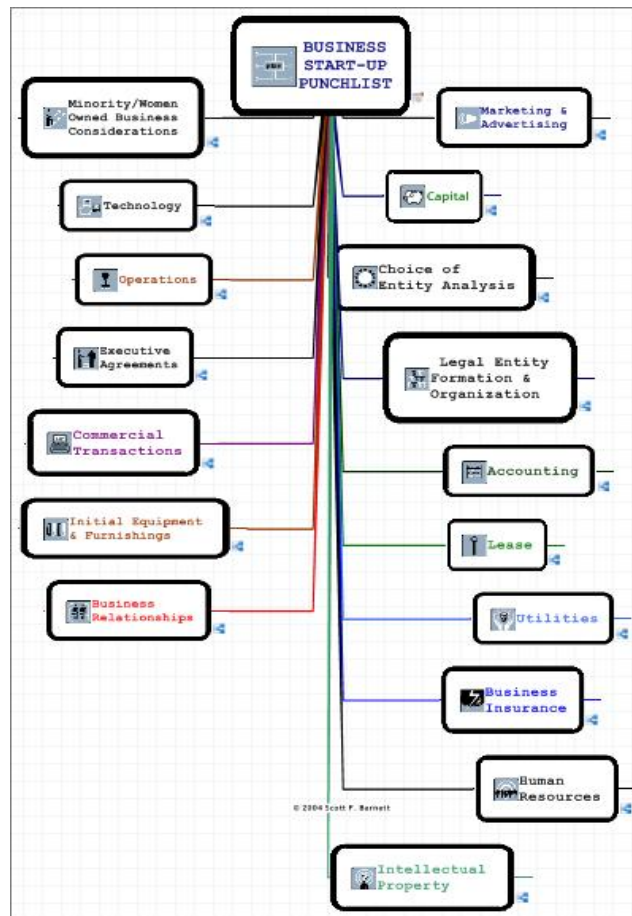 BUSINESS
START-UP
PUNCHLIST
Minority/Women
Owned Business
Considerations
Marketing &
Advertising
Technology
Capital
Operations
Choice of
Entity Analysis
Executive
Agreements
Legal Entity
Formation &
Organization
Commercial
Transactions
Accounting
Initial Equipment
& Furnishings
Lease
Business
Relationships
Utilities
Business
Insurance
Human
Resources
© 2004 Scott F. Barnett
Intellectual
Property